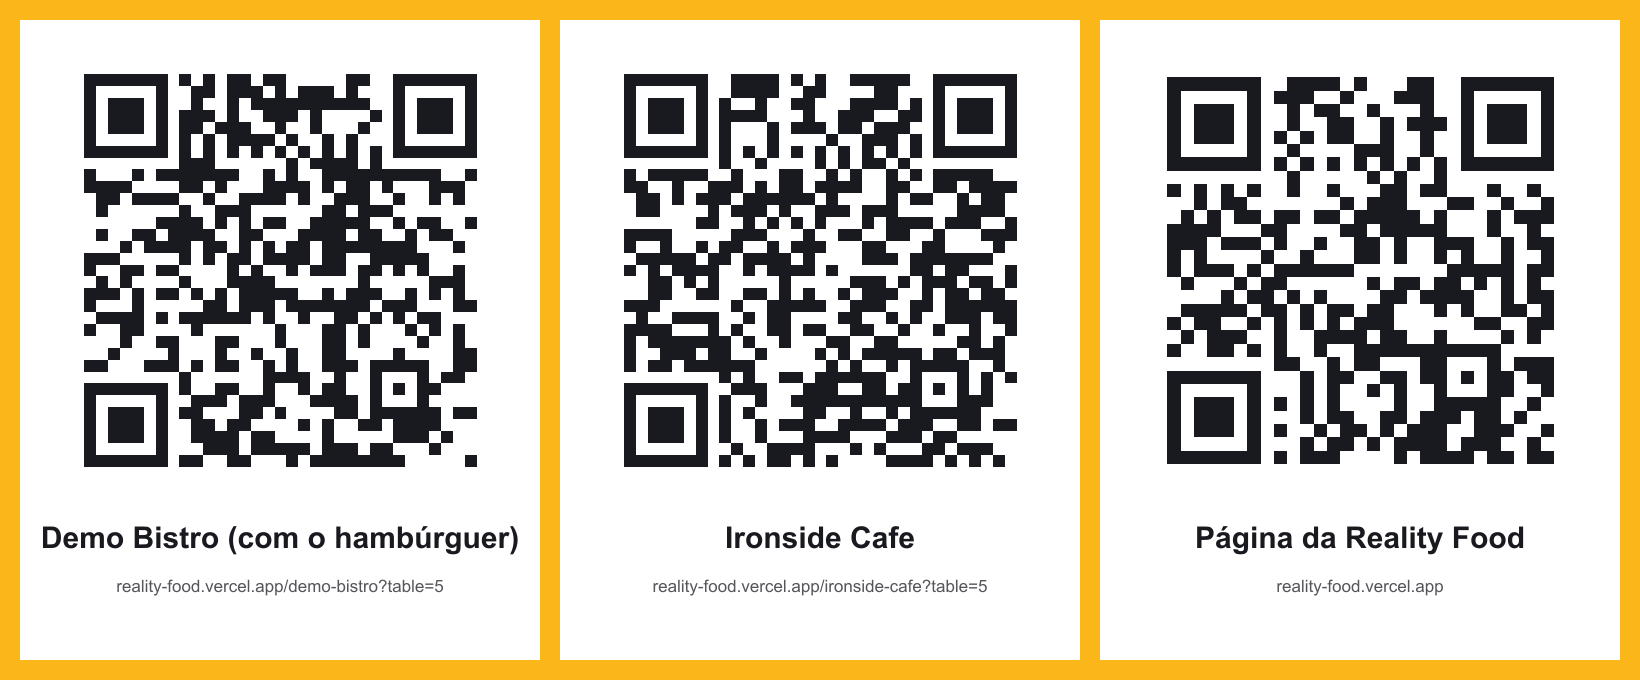 Demo Bistro (com o hambúrguer)
reality-food.vercel.app/demo-bistro?table=5
Ironside Cafe
reality-food.vercel.app/ironside-cafe?table=5
Página da Reality Food
reality-food.vercel.app